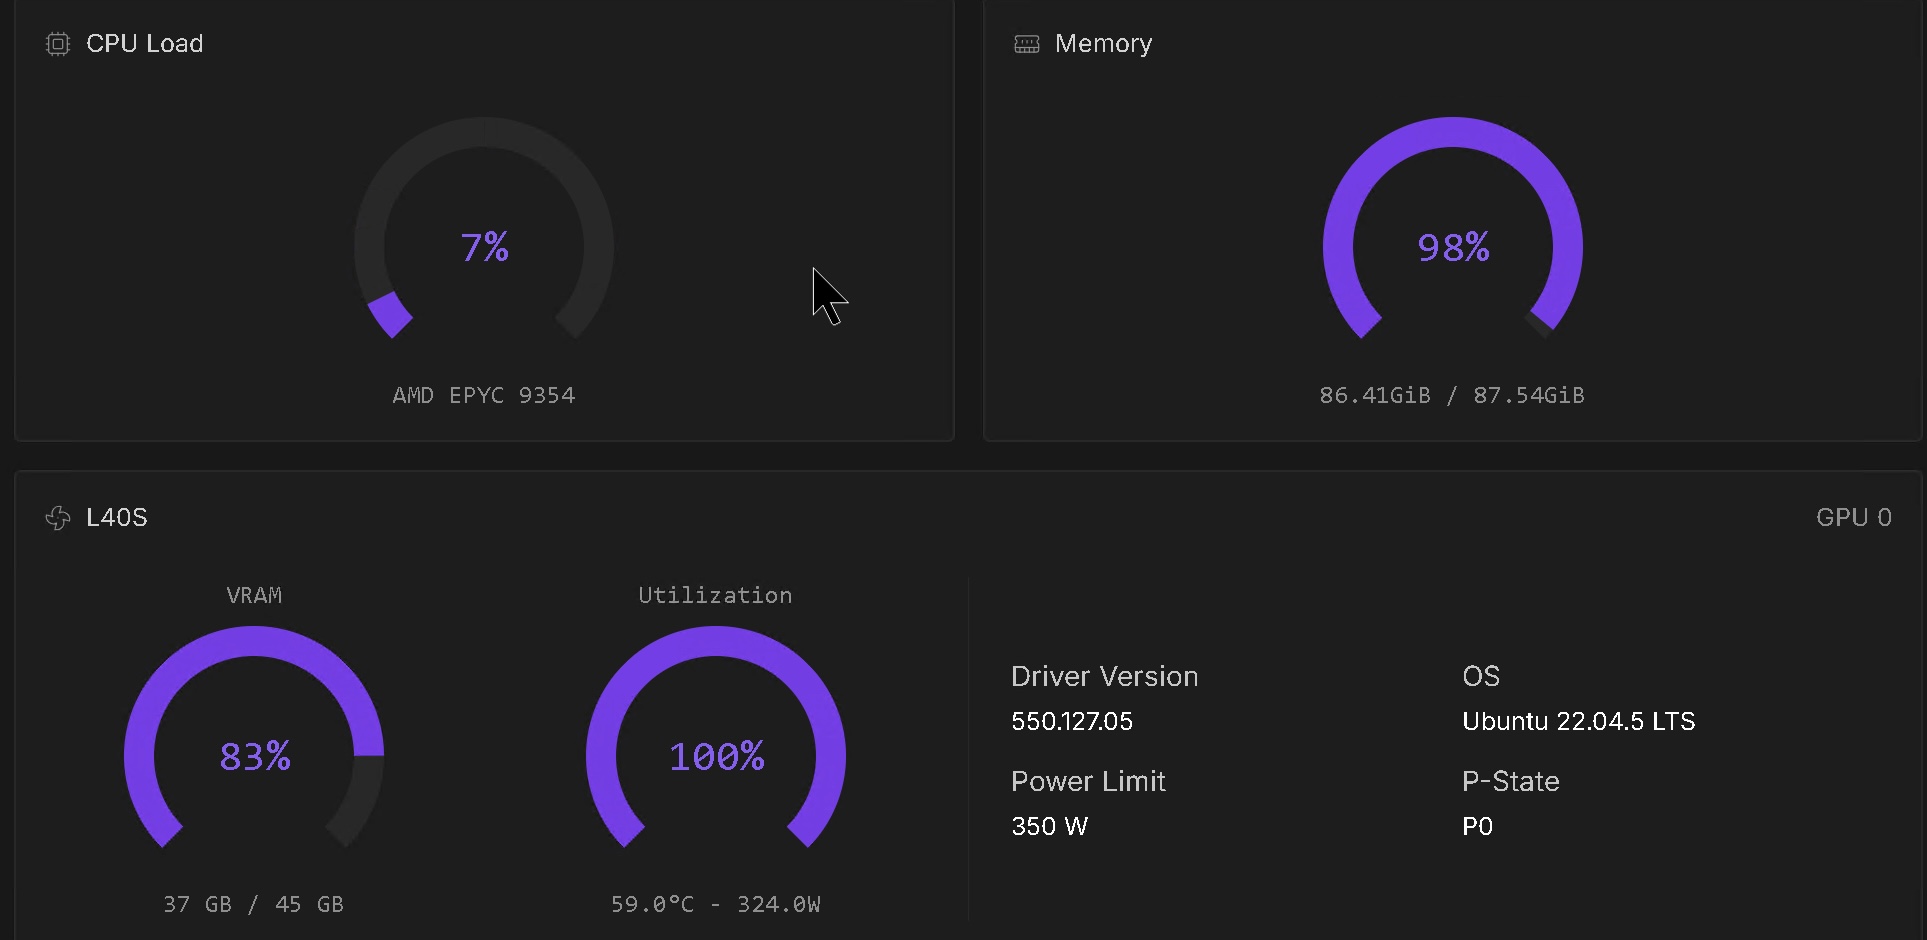 CPU Load
7%
AMD EPYC 9354
Memory
98%
86.41GiB / 87.54GiB
L40S
GPU 0
VRAM
83%
37 GB / 45 GB
Utilization
100%
59.0°C - 324.0W
Driver Version
550.127.05
OS
Ubuntu 22.04.5 LTS
Power Limit
350 W
P-State
P0